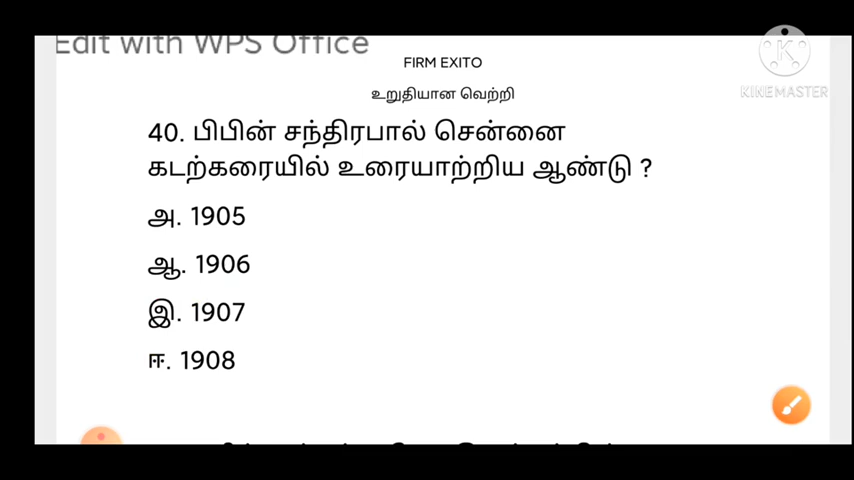 Edit with WPS Office
FIRM EXITO
KINEMASTER
உறுதியான வெற்றி
40. பிபின் சந்திரபால் சென்னை
கடற்கரையில் உரையாற்றிய ஆண்டு ?
அ. 1905
ஆ. 1906
இ. 1907
ஈ. 1908